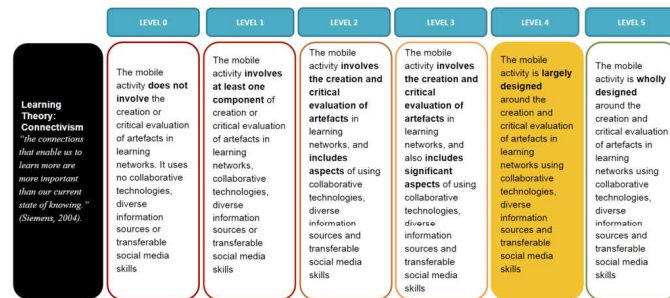 LEVEL 0
LEVEL 1
LEVEL 2
LEVEL 3
LEVEL 4
LEVEL 5
Learning
Theory:
Connectivism
"the connections
that enable us to
learn more are
more important
than our current
state of knowing."
(Siemens, 2004).
The mobile
activity does not
involve the
creation or
critical evaluation
of artefacts in
learning
networks. It uses
no collaborative
technologies,
diverse
information
sources or
transferable
social media
skills
The mobile
activity involves
at least one
component of
creation or
critical evaluation
of artefacts in
learning
networks,
collaborative
technologies,
diverse
information
sources or
transferable
social media
skills
The mobile
activity involves
the creation and
critical
evaluation of
artefacts in
learning
networks, and
includes
aspects of using
collaborative
technologies,
diverse
information
sources and
transferable
social media
skills
The mobile
activity involves
the creation and
critical
evaluation of
artefacts in
learning
networks, and
also includes
significant
aspects of using
collaborative
technologies,
diverse
information
sources and
transferable
social media
skills
The mobile
activity is largely
designed
around the
creation and
critical evaluation
of artefacts in
learning
networks using
collaborative
technologies,
diverse
information
sources and
transferable
social media
skills
The mobile
activity is wholly
designed
around the
creation and
critical evaluation
of artefacts in
learning
networks using
collaborative
technologies,
diverse
information
sources and
transferable
social media
skills